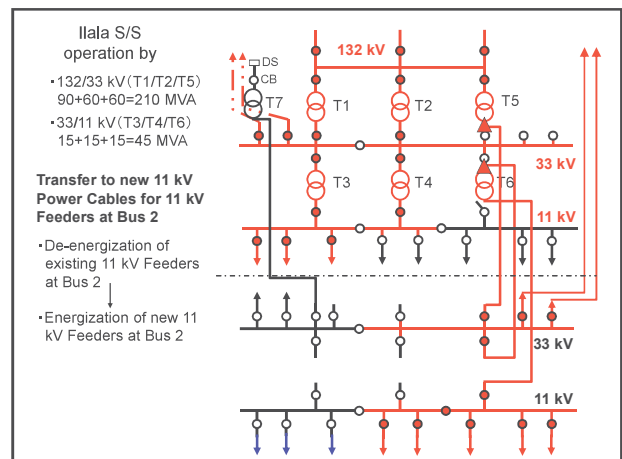 Ilala S/S
operation by
・132/33 kV(T1/T2/T5)
90+60+60=210 MVA
・33/11 kV(T3/T4/T6)
15+15+15=45 MVA
Transfer to new 11 kV
Power Cables for 11 kV
Feeders at Bus 2
・De-energization of
existing 11 kV Feeders
at Bus 2
・Energization of new 11
kV Feeders at Bus 2
DS
CB
T7
132 kV
T1
T2
T5
33 kV
T3
T4
T6
11 kV
33 kV
11 kV